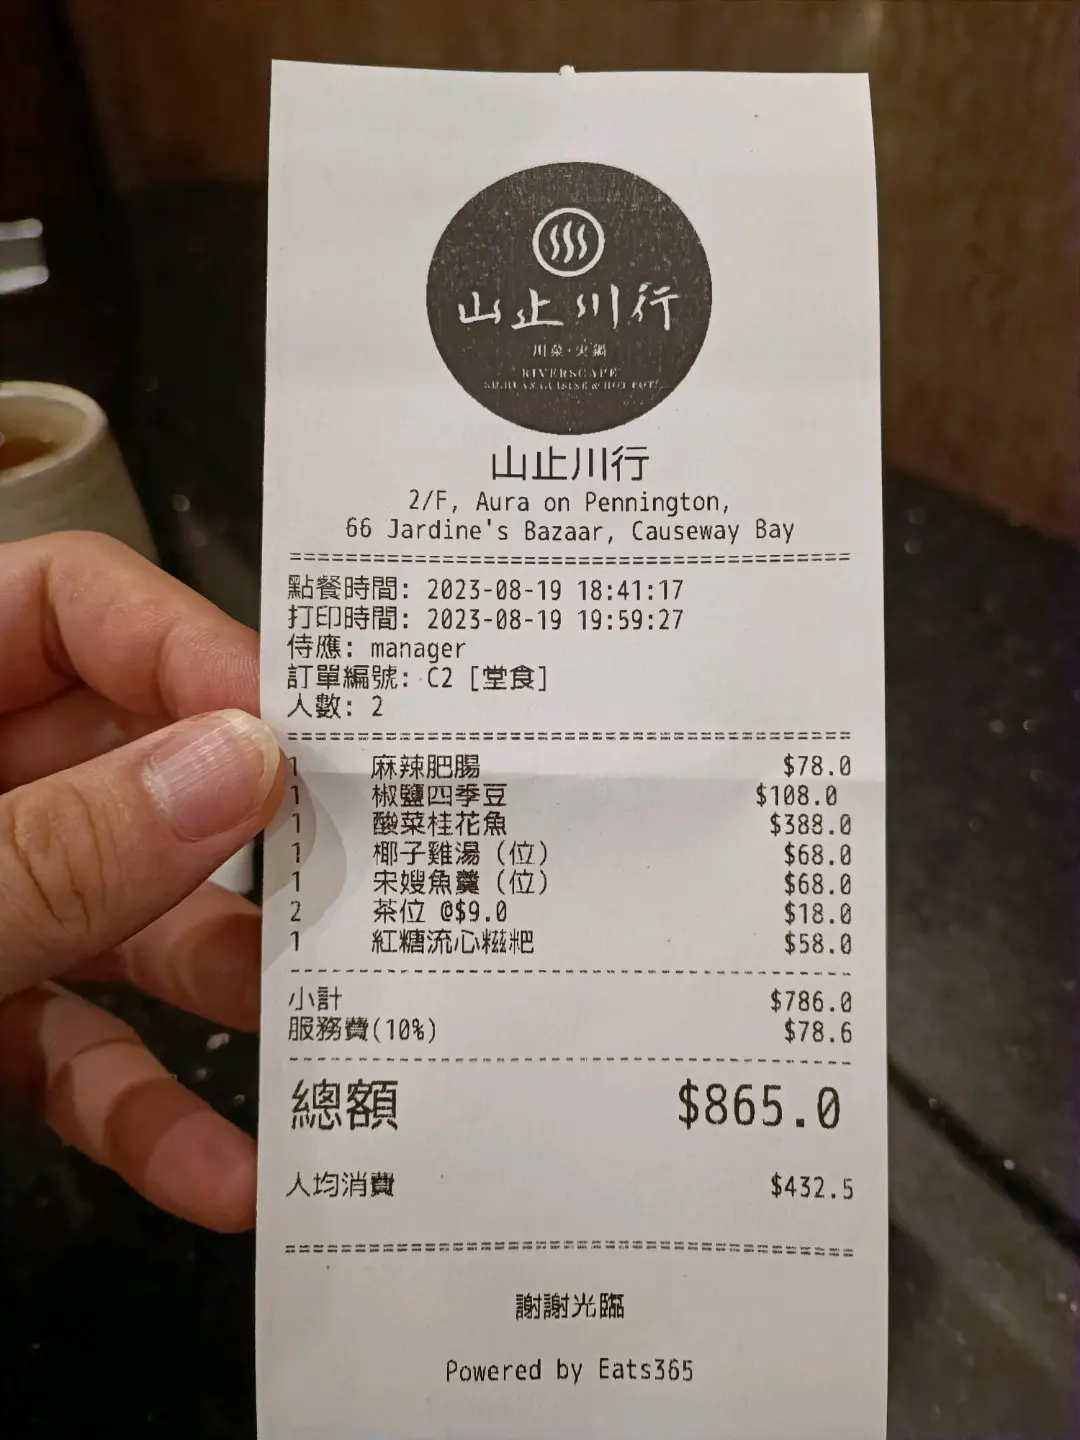 山止川行
川菜·火鍋
RIVERSCAPE
SICHUAN CUISINE & HOT POT
山止川行
2/F, Aura on Pennington,
66 Jardine's Bazaar, Causeway Bay
點餐時間: 2023-08-19 18:41:17
打印時間: 2023-08-19 19:59:27
侍應: manager
訂單編號: C2 [堂食]
人數: 2
1 麻辣肥腸 $78.0
1 椒鹽四季豆 $108.0
1 酸菜桂花魚 $388.0
1 椰子雞湯 (位) $68.0
1 宋嫂魚羹 (位) $68.0
2 茶位 @$9.0 $18.0
1 紅糖流心糍粑 $58.0
小計 $786.0
服務費(10%) $78.6
總額 $865.0
人均消費 $432.5
謝謝光臨
Powered by Eats365